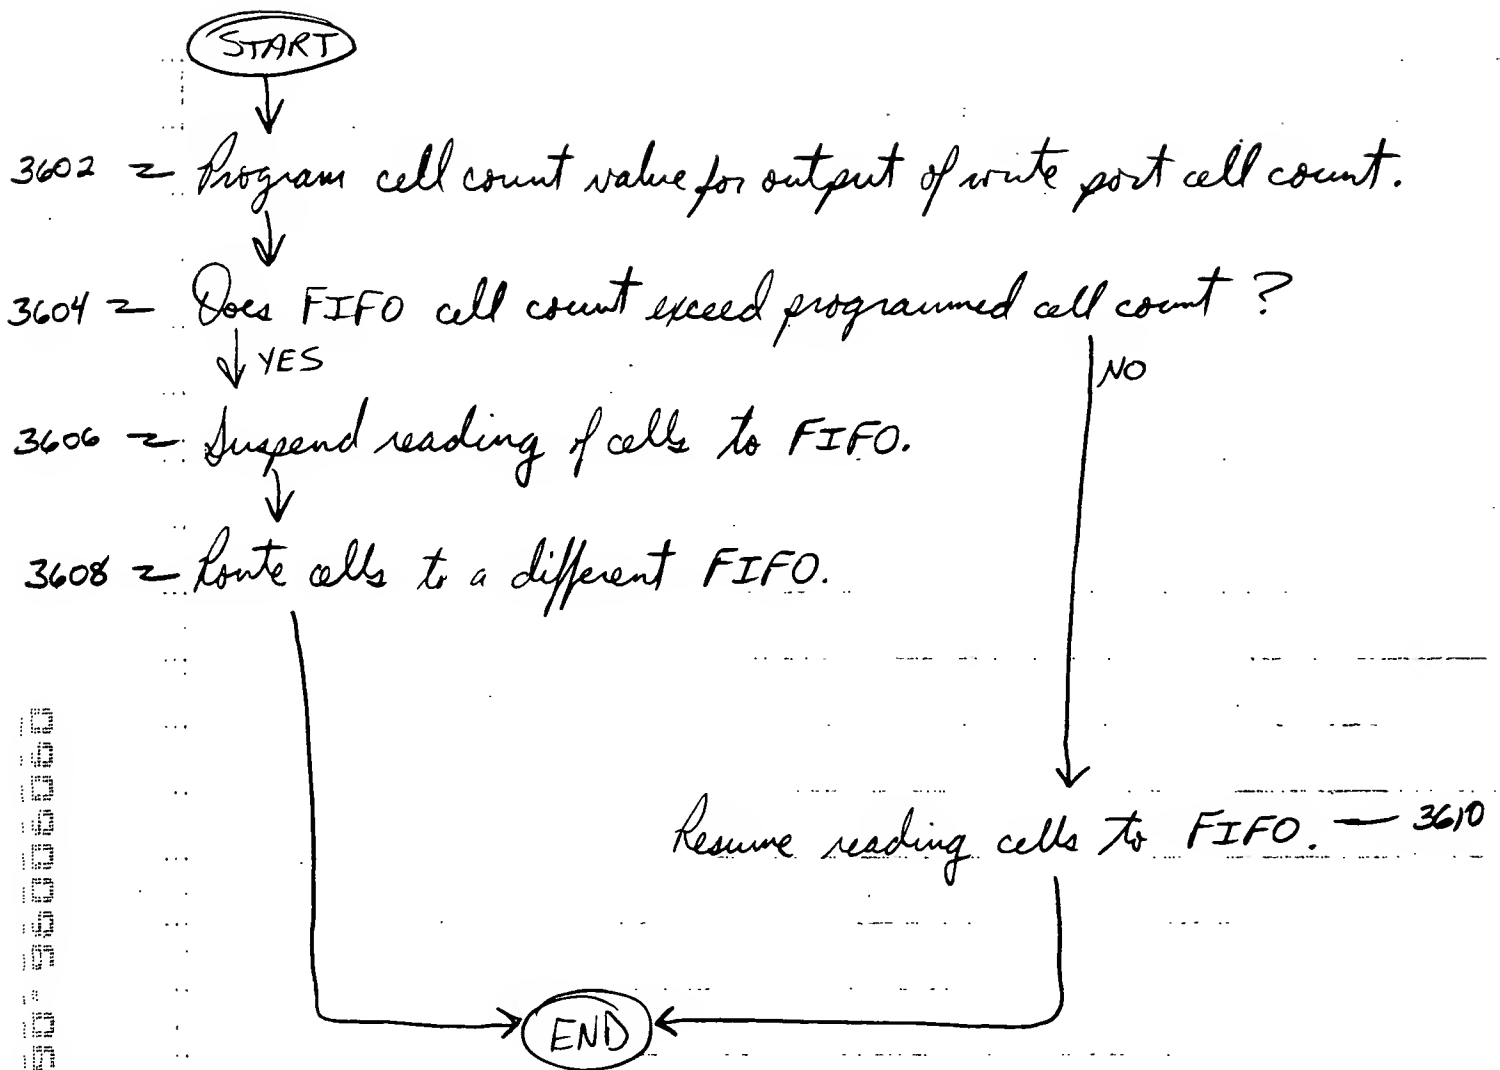 START
3602 Program cell count value for output of write port cell count.
3604 Does FIFO cell count exceed programmed cell count ?
YES
NO
3606 Suspend reading of cells to FIFO.
3608 Route cells to a different FIFO.
Resume reading cells to FIFO. — 3610
END